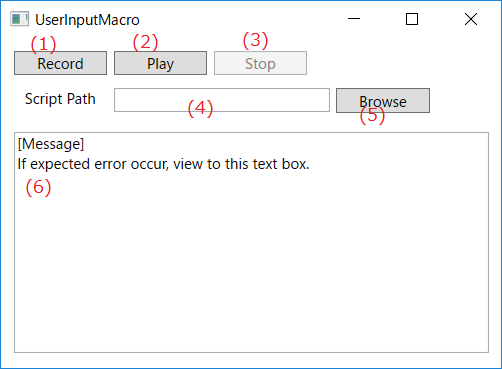 UserInputMacro
(1) (2) (3)
Record Play Stop
Script Path Browse
(4) (5)
[Message]
If expected error occur, view to this text box.
(6)